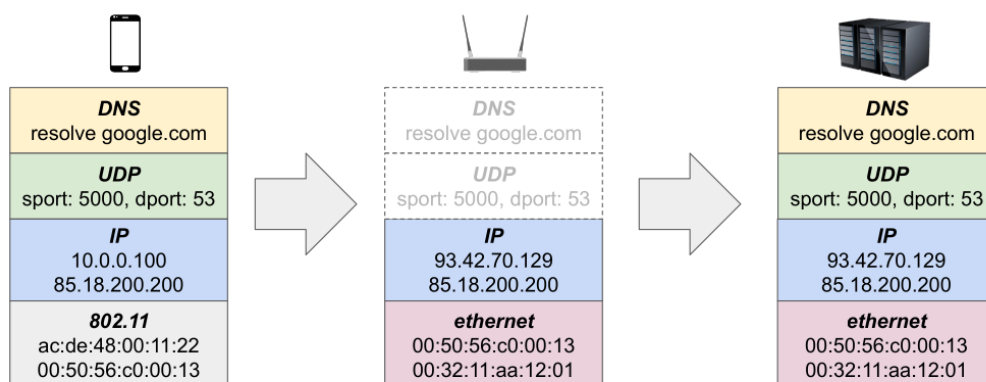 DNS
resolve google.com
UDP
sport: 5000, dport: 53
IP
10.0.0.100
85.18.200.200
802.11
ac:de:48:00:11:22
00:50:56:c0:00:13
DNS
resolve google.com
UDP
sport: 5000, dport: 53
IP
93.42.70.129
85.18.200.200
ethernet
00:50:56:c0:00:13
00:32:11:aa:12:01
DNS
resolve google.com
UDP
sport: 5000, dport: 53
IP
93.42.70.129
85.18.200.200
ethernet
00:50:56:c0:00:13
00:32:11:aa:12:01